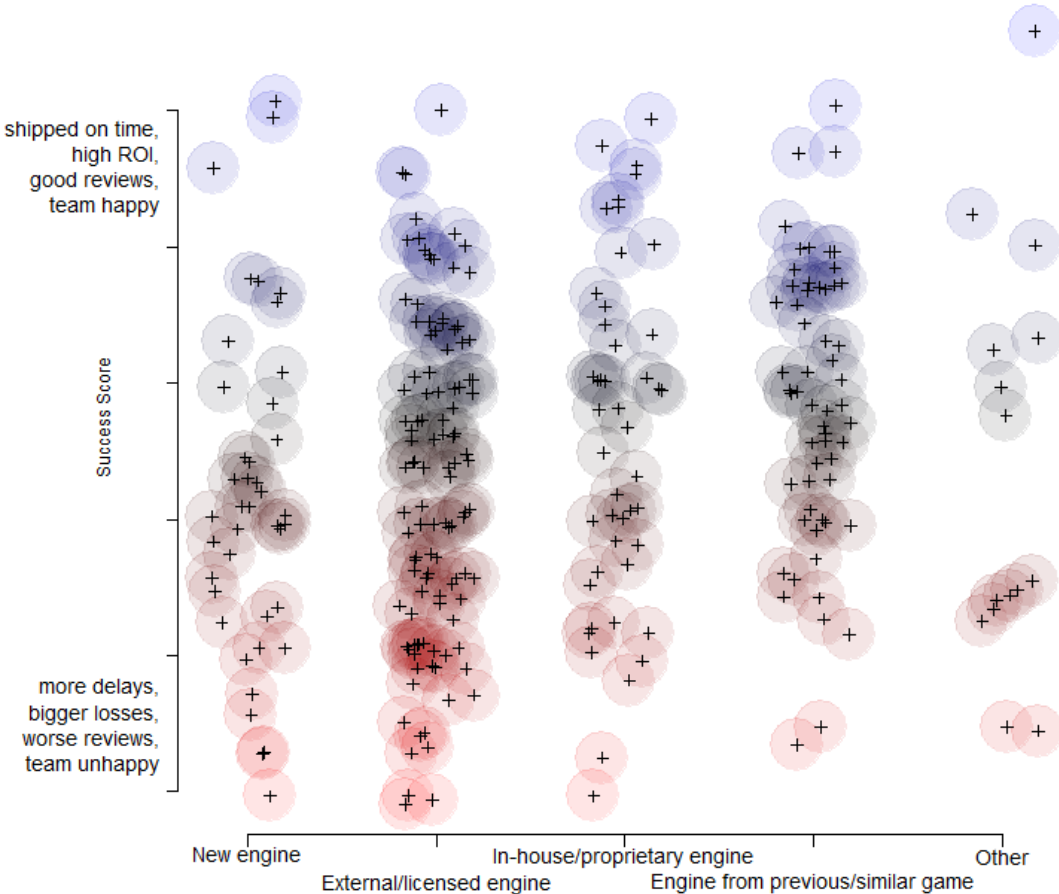 shipped on time,
high ROI,
good reviews,
team happy
Success Score
more delays,
bigger losses,
worse reviews,
team unhappy
New engine
External/licensed engine
In-house/proprietary engine
Engine from previous/similar game
Other